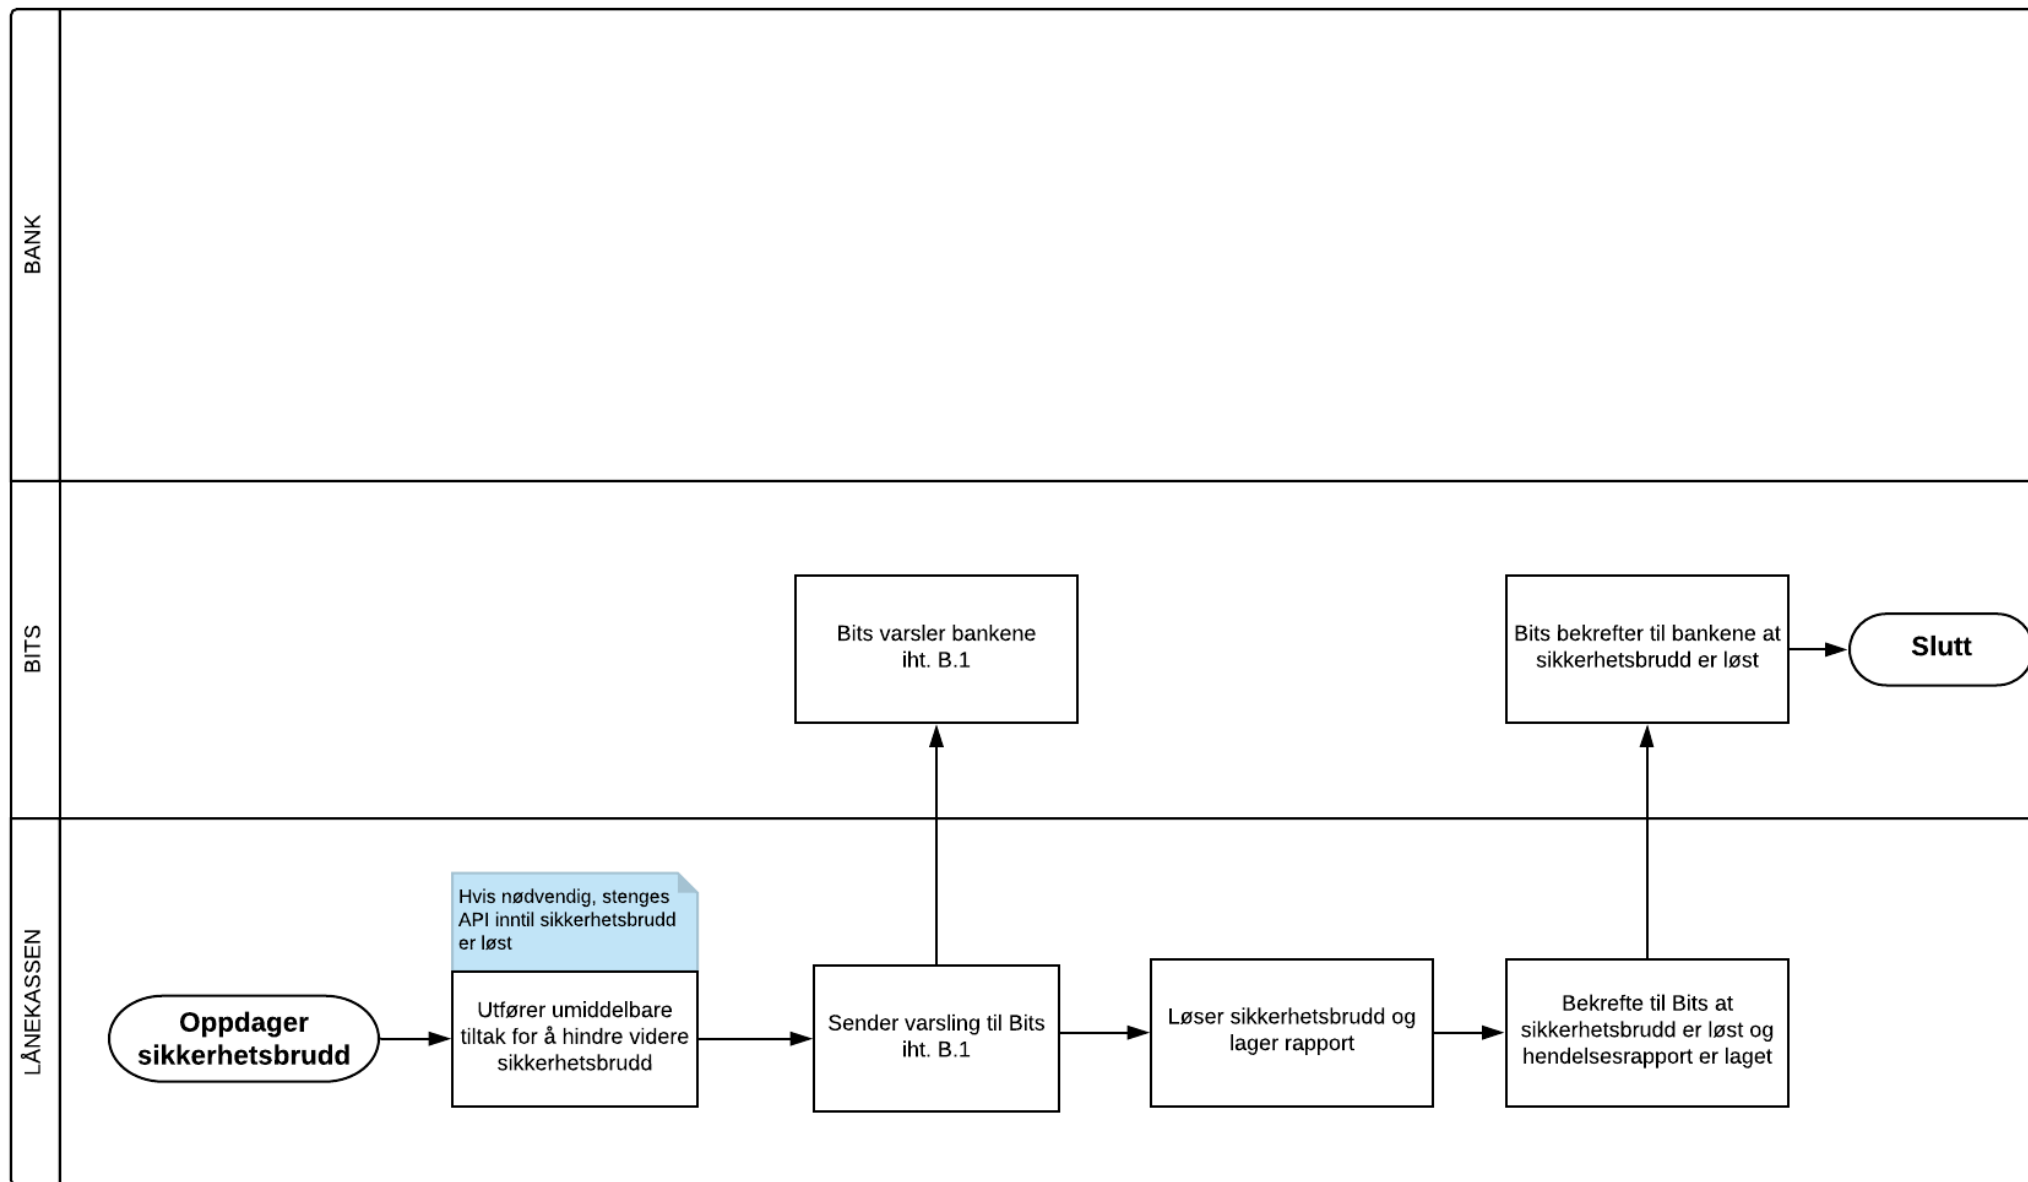 BANK
BITS
Bits varsler bankene
iht. B.1
Bits bekrefter til bankene at
sikkerhetsbrudd er løst
Slutt
LÅNEKASSEN
Oppdager
sikkerhetsbrudd
Hvis nødvendig, stenges
API inntil sikkerhetsbrudd
er løst
Utfører umiddelbare
tiltak for å hindre videre
sikkerhetsbrudd
Sender varsling til Bits
iht. B.1
Løser sikkerhetsbrudd og
lager rapport
Bekrefte til Bits at
sikkerhetsbrudd er løst og
hendelsesrapport er laget